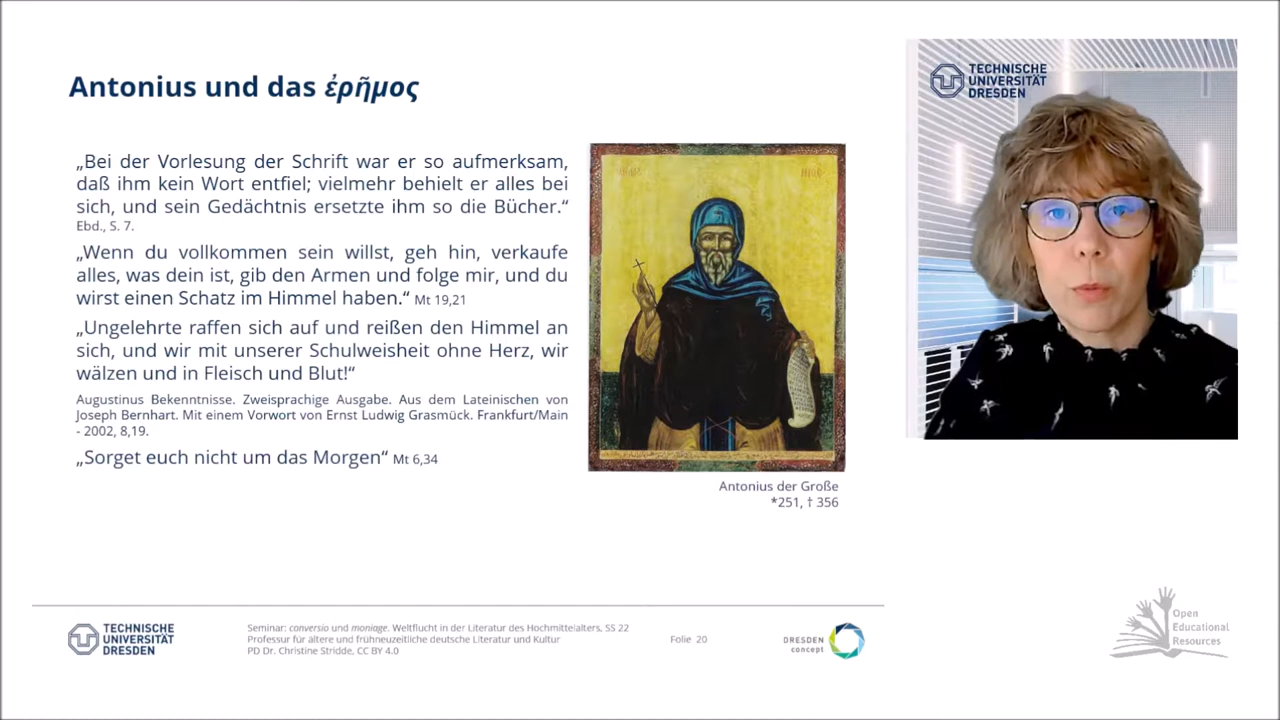 Antonius und das ἐρῆμος
„Bei der Vorlesung der Schrift war er so aufmerksam,
daß ihm kein Wort entfiel; vielmehr behielt er alles bei
sich, und sein Gedächtnis ersetzte ihm so die Bücher.“
Ebd., S. 7.
„Wenn du vollkommen sein willst, geh hin, verkaufe
alles, was dein ist, gib den Armen und folge mir, und du
wirst einen Schatz im Himmel haben.“ Mt 19,21
„Ungelehrte raffen sich auf und reißen den Himmel an
sich, und wir mit unserer Schulweisheit ohne Herz, wir
wälzen und in Fleisch und Blut!“
Augustinus Bekenntnisse. Zweisprachige Ausgabe. Aus dem Lateinischen von
Joseph Bernhart. Mit einem Vorwort von Ernst Ludwig Grasmück. Frankfurt/Main
- 2002, 8,19.
„Sorget euch nicht um das Morgen“ Mt 6,34
Antonius der Große
*251, † 356
TECHNISCHE
UNIVERSITÄT
DRESDEN
TECHNISCHE
UNIVERSITÄT
DRESDEN
Seminar: conversio und moniage. Weltflucht in der Literatur des Hochmittelalters, SS 22
Professur für ältere und frühneuzeitliche deutsche Literatur und Kultur
PD Dr. Christine Stridde, CC BY 4.0
Folie 20
DRESDEN
concept
Open
Educational
Resources